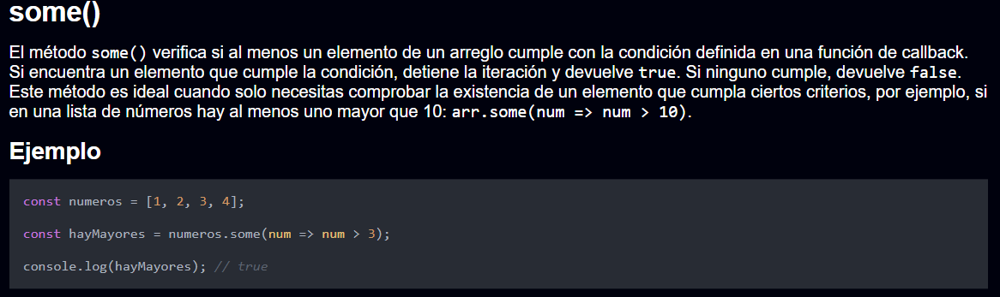 some()
El método some() verifica si al menos un elemento de un arreglo cumple con la condición definida en una función de callback.
Si encuentra un elemento que cumple la condición, detiene la iteración y devuelve true. Si ninguno cumple, devuelve false.
Este método es ideal cuando solo necesitas comprobar la existencia de un elemento que cumpla ciertos criterios, por ejemplo, si
en una lista de números hay al menos uno mayor que 10: arr.some(num => num > 10).
Ejemplo
const numeros = [1, 2, 3, 4];
const hayMayores = numeros.some(num => num > 3);
console.log(hayMayores); // true